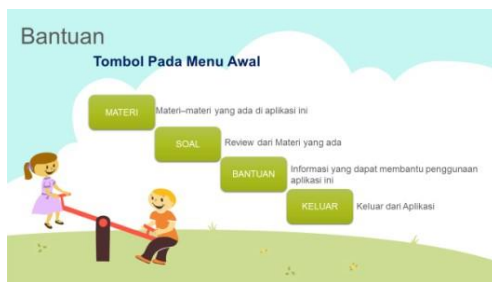 Bantuan
Tombol Pada Menu Awal
MATERI
Materi–materi yang ada di aplikasi ini
SOAL
Review dari Materi yang ada
BANTUAN
Informasi yang dapat membantu penggunaan
aplikasi ini
KELUAR
Keluar dari Aplikasi